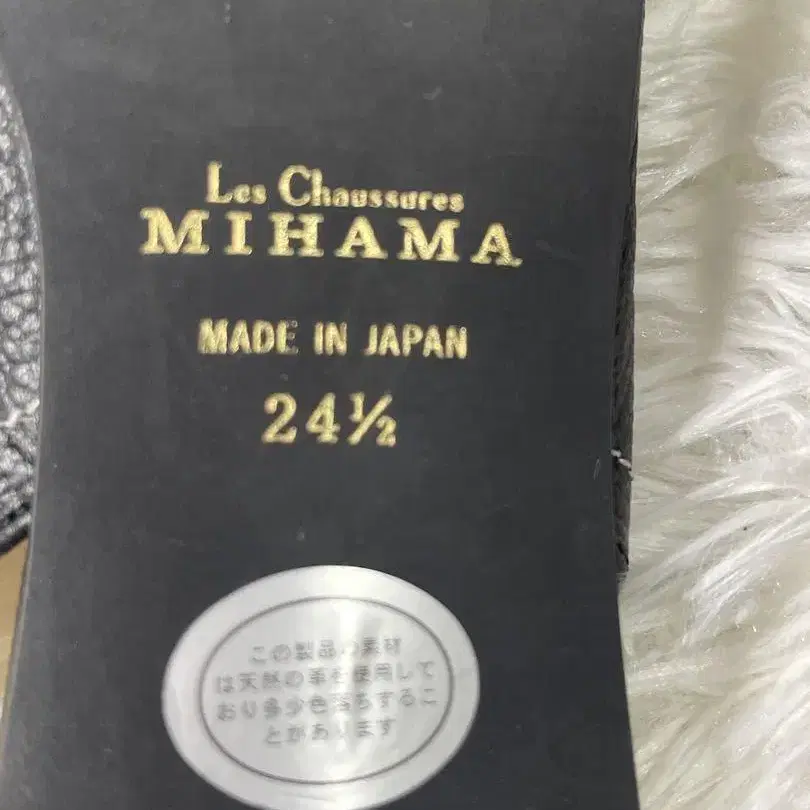 Les Chaussures
MIHAMA
MADE IN JAPAN
24½
この製品の素材
は天然の革を使用して
おり多少色落ちするこ
とがあります